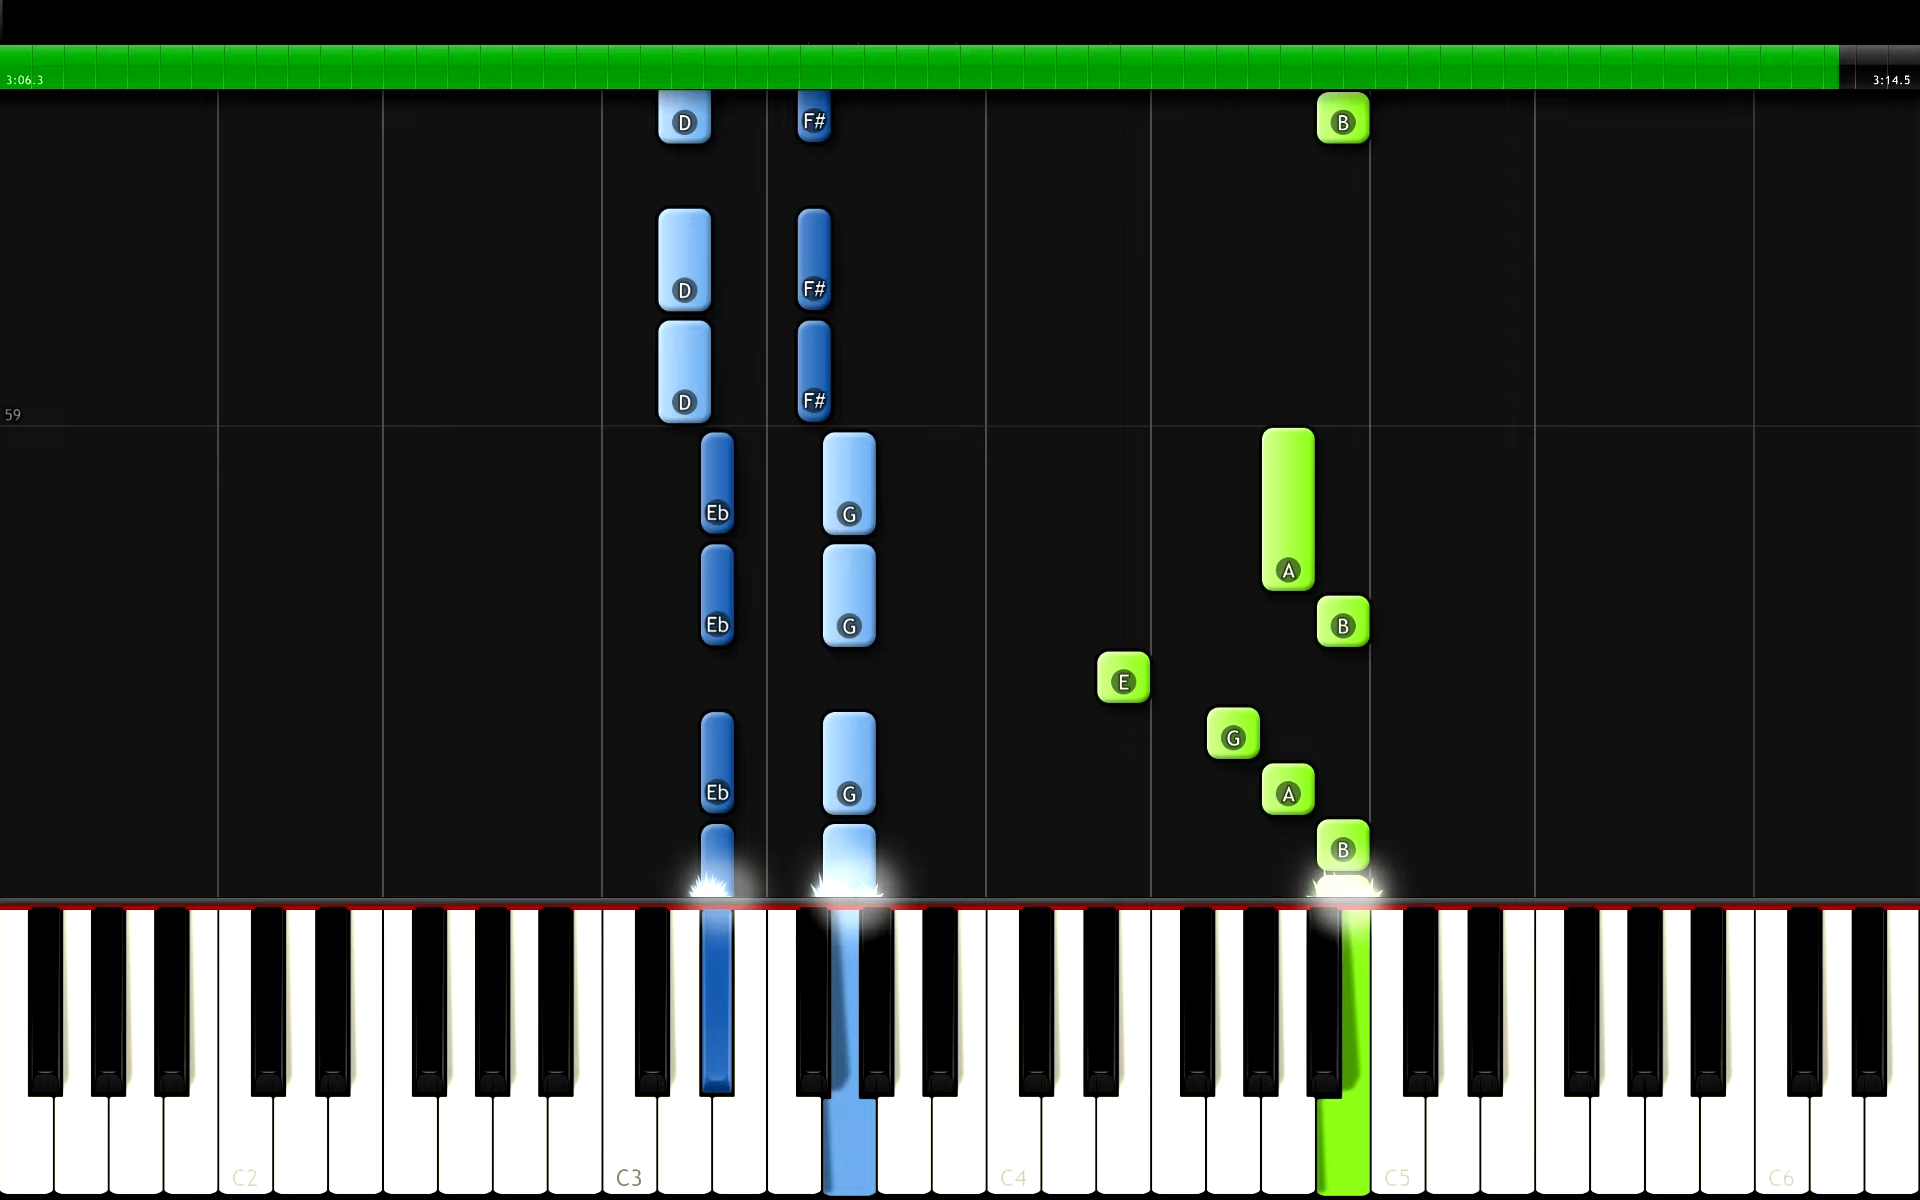 3:06.3 3:14.5
D F# B
D F#
D F#
59
Eb G
A
Eb G B
E
G
Eb G A
B
C2 C3 C4 C5 C6